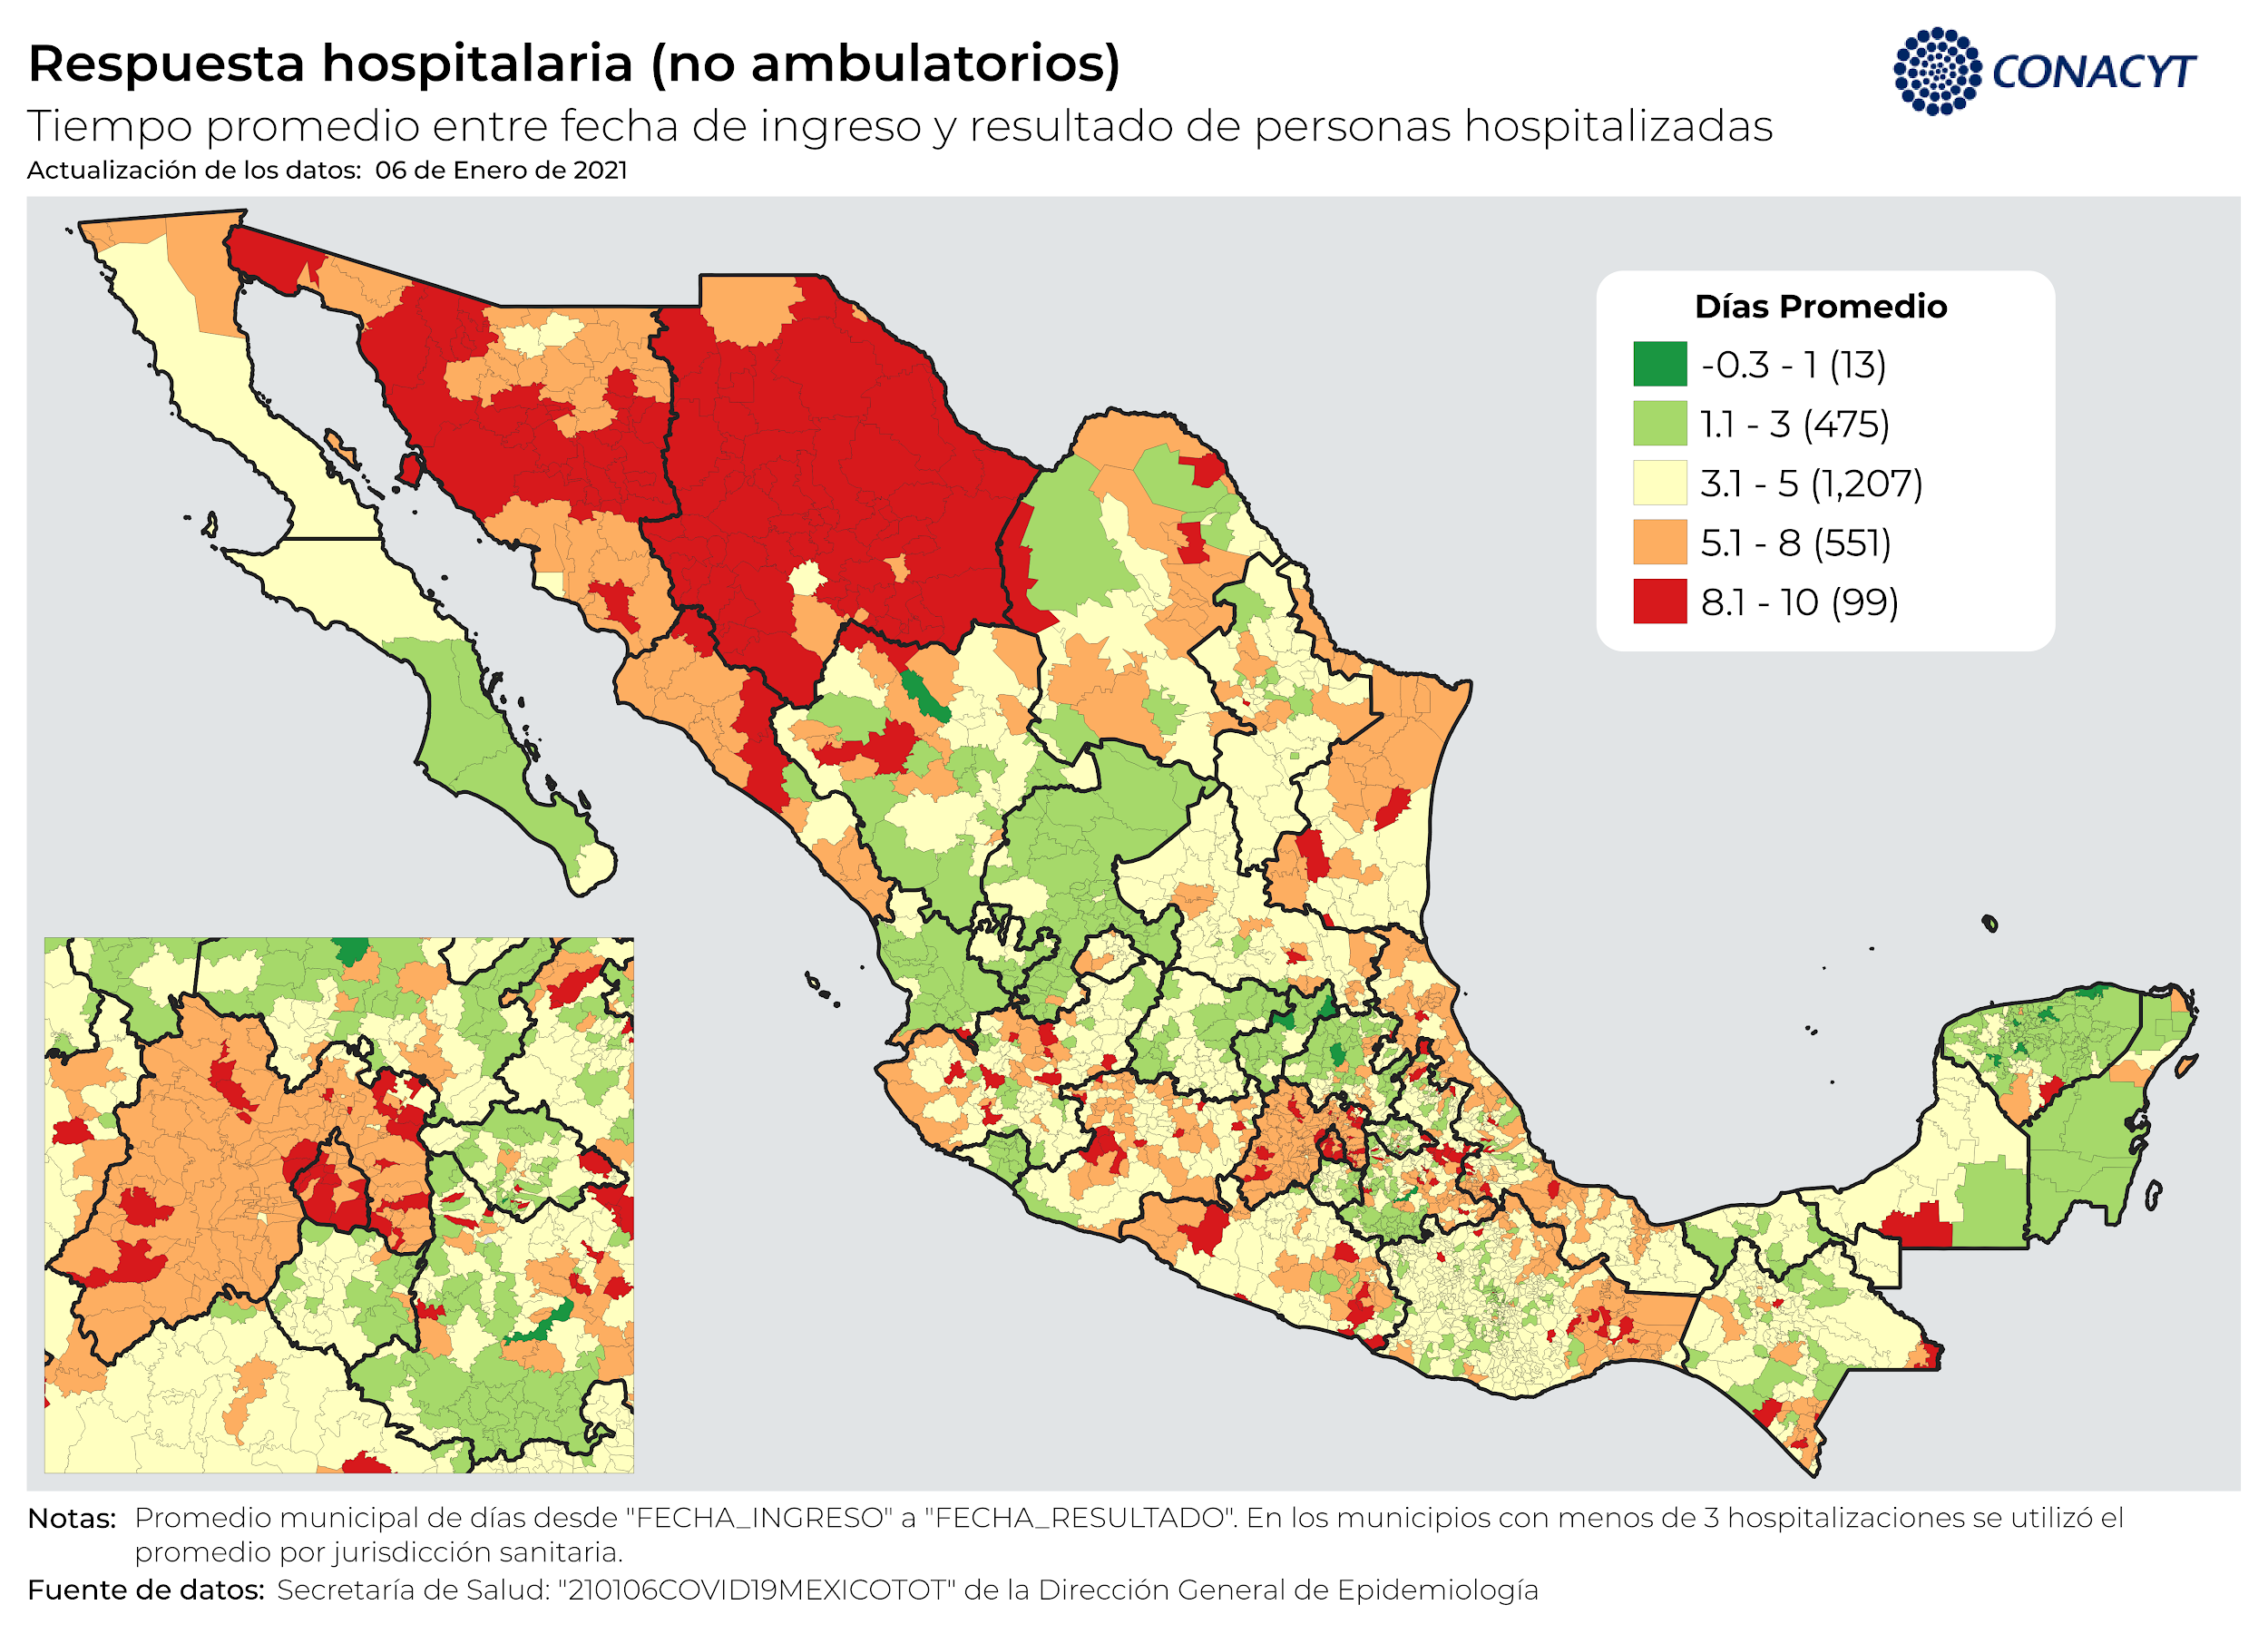 Respuesta hospitalaria (no ambulatorios)
CONACYT
Tiempo promedio entre fecha de ingreso y resultado de personas hospitalizadas
Actualización de los datos: 06 de Enero de 2021
Días Promedio
-0.3 - 1 (13)
1.1 - 3 (475)
3.1 - 5 (1,207)
5.1 - 8 (551)
8.1 - 10 (99)
Notas: Promedio municipal de días desde "FECHA_INGRESO" a "FECHA_RESULTADO". En los municipios con menos de 3 hospitalizaciones se utilizó el
promedio por jurisdicción sanitaria.
Fuente de datos: Secretaría de Salud: "210106COVID19MEXICOTOT" de la Dirección General de Epidemiología